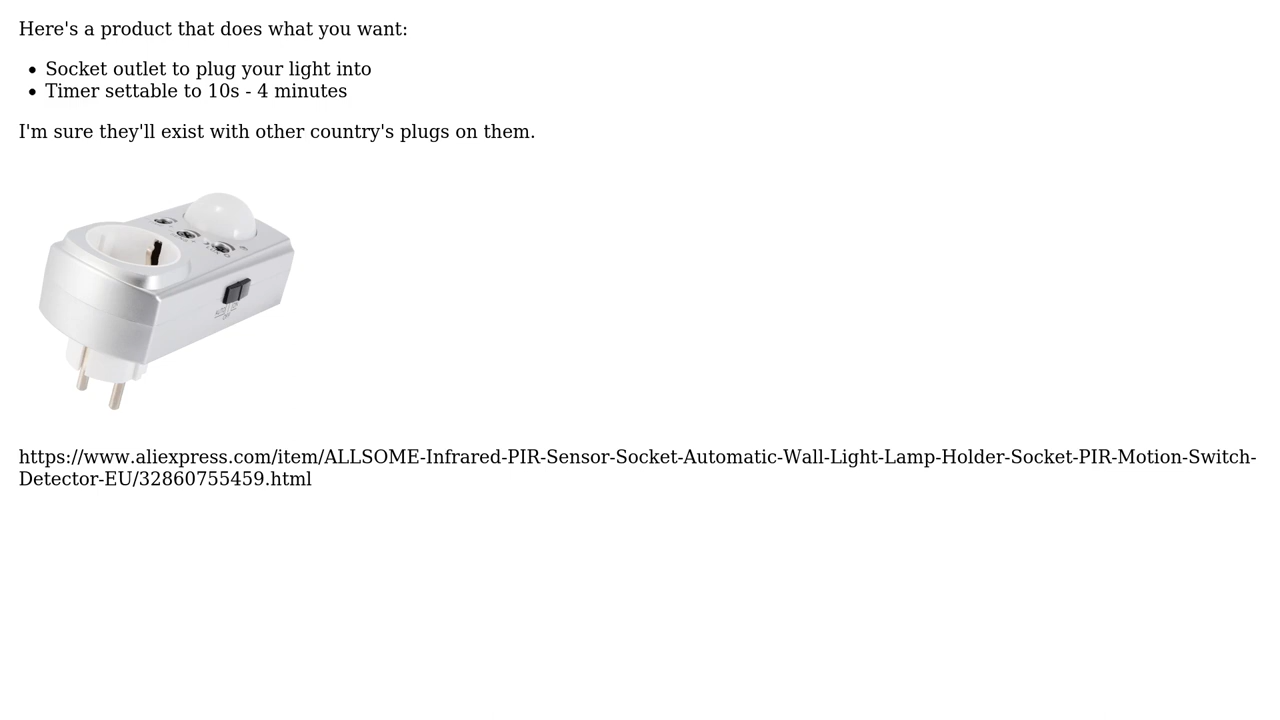 Here's a product that does what you want:
• Socket outlet to plug your light into
• Timer settable to 10s - 4 minutes
I'm sure they'll exist with other country's plugs on them.
https://www.aliexpress.com/item/ALLSOME-Infrared-PIR-Sensor-Socket-Automatic-Wall-Light-Lamp-Holder-Socket-PIR-Motion-Switch-
Detector-EU/32860755459.html